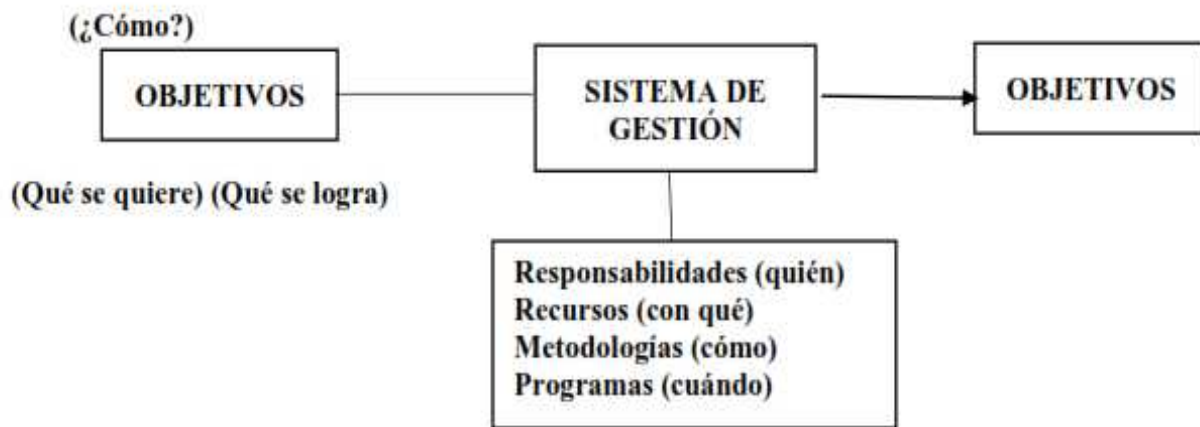 (¿Cómo?)
OBJETIVOS
SISTEMA DE
GESTIÓN
OBJETIVOS
(Qué se quiere) (Qué se logra)
Responsabilidades (quién)
Recursos (con qué)
Metodologías (cómo)
Programas (cuándo)